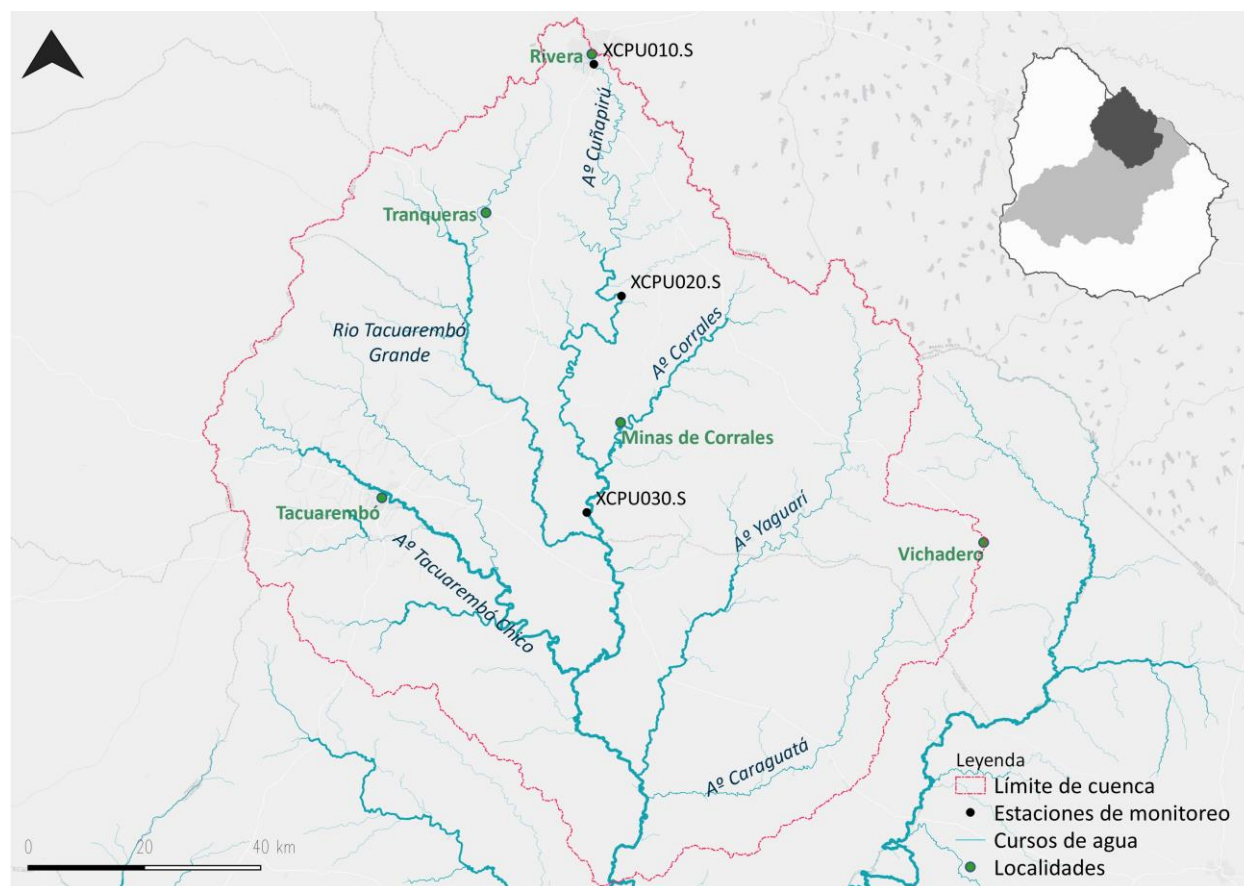 Rivera
XCPU010.S
Aº Cuñapirú
Tranqueras
XCPU020.S
Rio Tacuarembó
Grande
Aº Corrales
Minas de Corrales
XCPU030.S
Tacuarembó
Aº Yaguarí
Vichadero
Aº Tacuarembó Chico
Aº Caraguatá
Leyenda
Límite de cuenca
Estaciones de monitoreo
Cursos de agua
Localidades
0 20 40 km